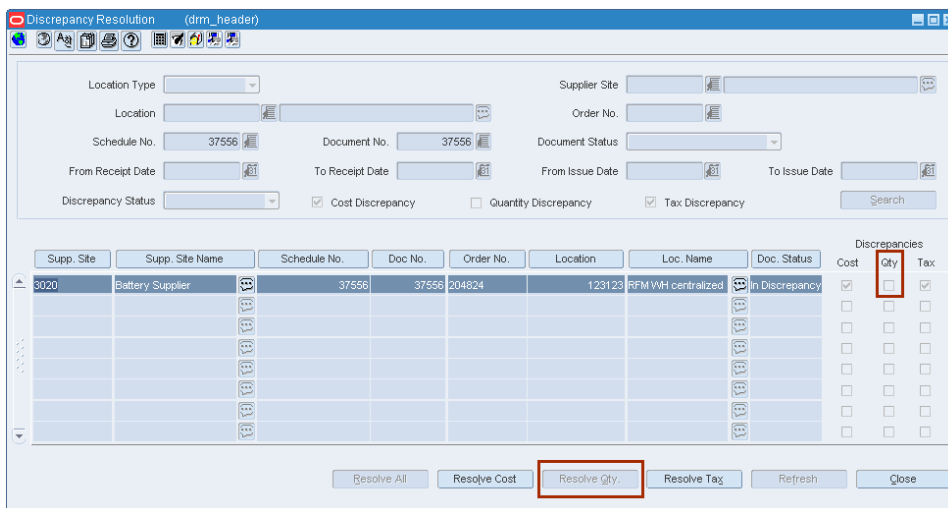 Discrepancy Resolution (drm_header)
Location Type Supplier Site
Location Order No.
Schedule No. 37556 Document No. 37556 Document Status
From Receipt Date To Receipt Date From Issue Date To Issue Date
Discrepancy Status Cost Discrepancy Quantity Discrepancy Tax Discrepancy Search
Discrepancies
Supp. Site Supp. Site Name Schedule No. Doc No. Order No. Location Loc. Name Doc. Status Cost Qty Tax
3020 Battery Supplier 37556 37556 204824 123123 RFM WH centralized In Discrepancy
Resolve All Resolve Cost Resolve Qty. Resolve Tax Refresh Close